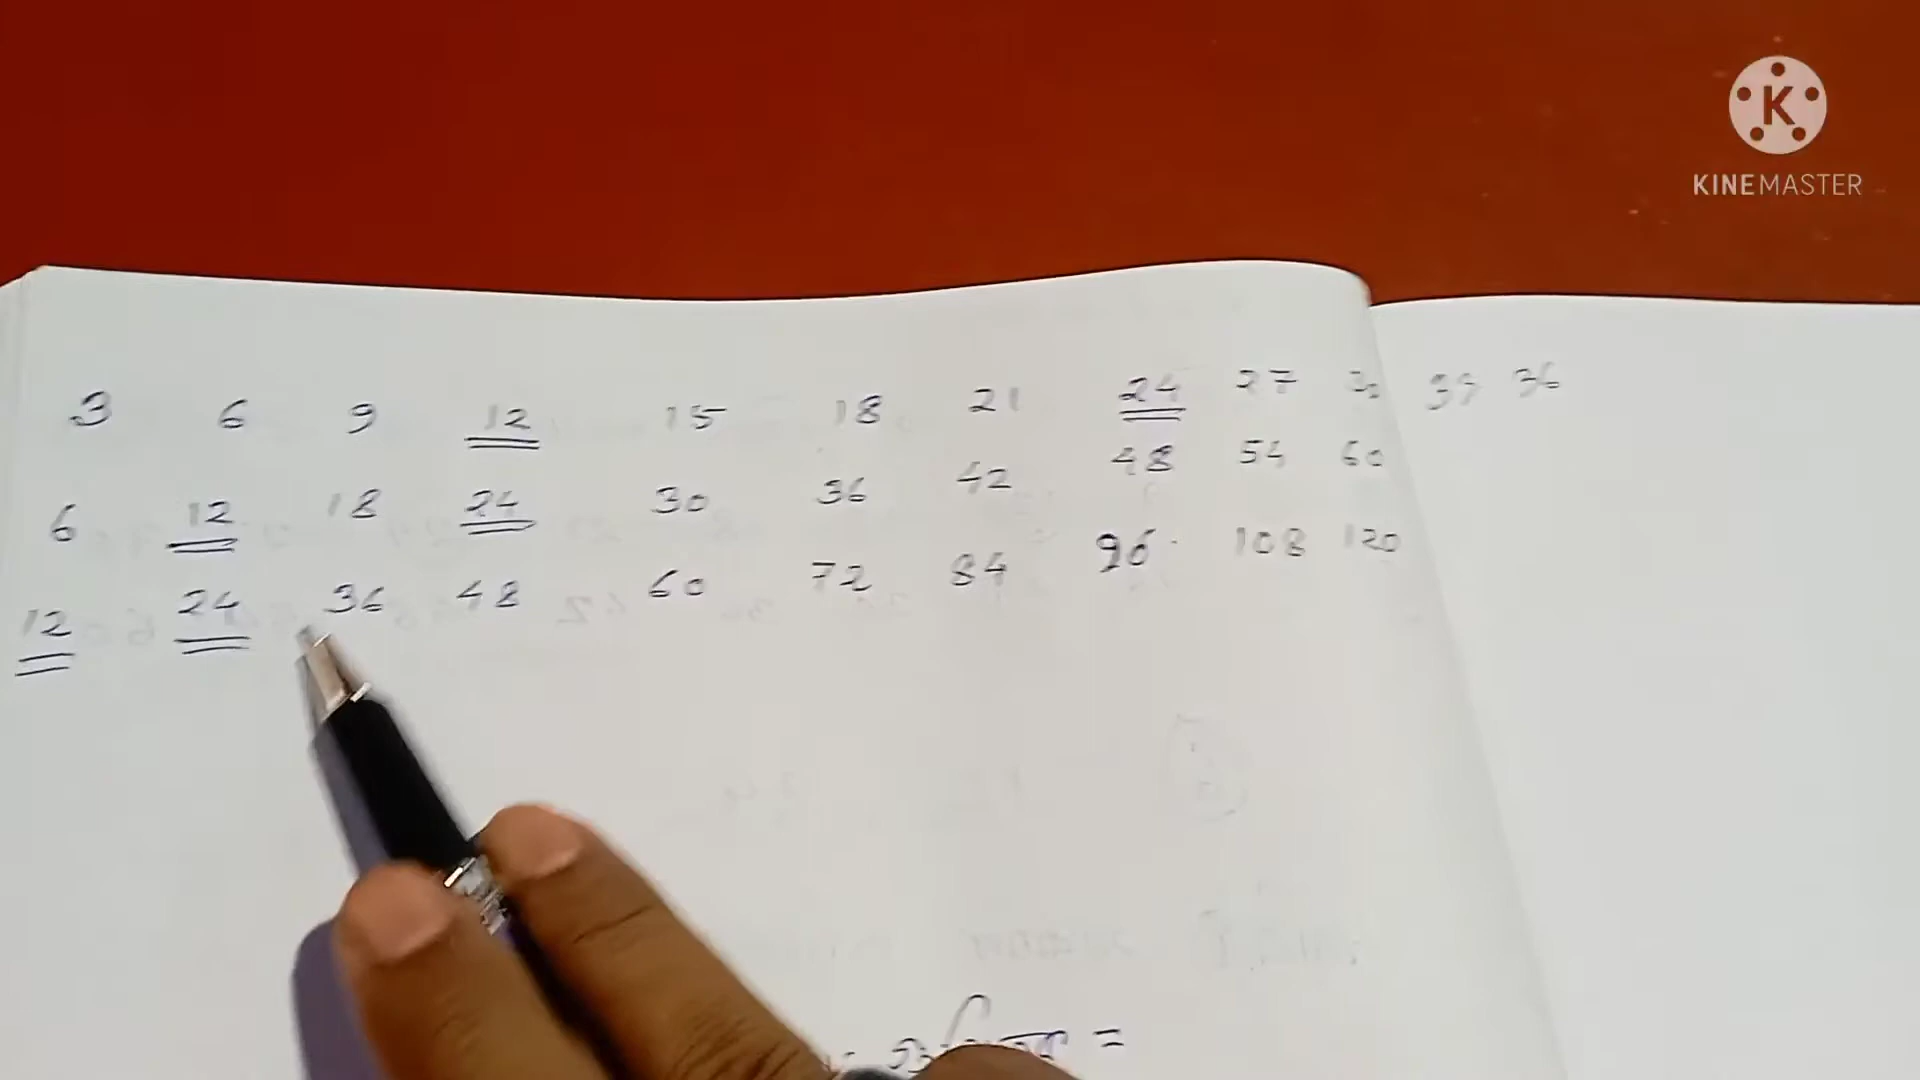 KINEMASTER
3 6 9 12 15 18 21 24 27 30 33 36
6 12 18 24 30 36 42 48 54 60
12 24 36 48 60 72 84 96 108 120
=